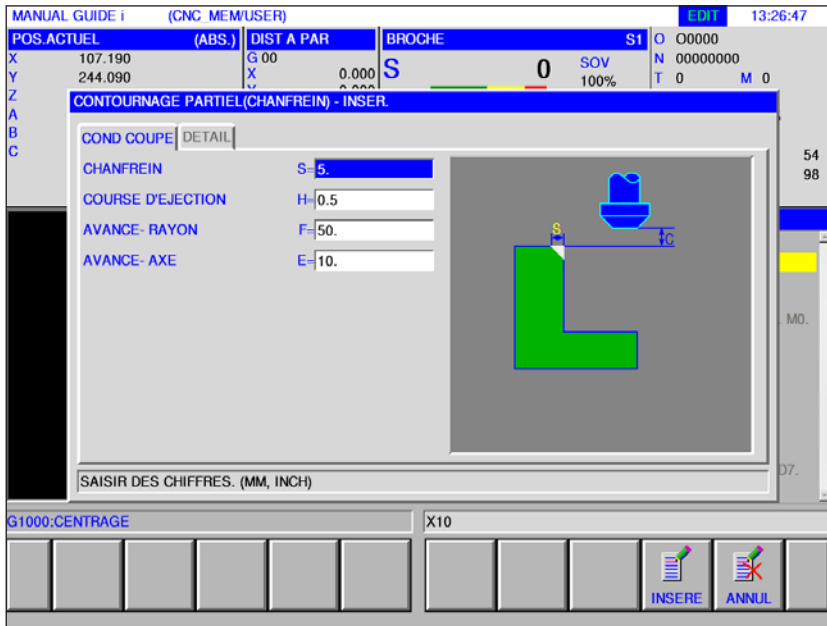 MANUAL GUIDE i (CNC_MEM/USER) EDIT 13:26:47
POS.ACTUEL (ABS.) DIST A PAR BROCHE S1 O O0000
X 107.190 G 00 S 0 SOV N 00000000
Y 244.090 X 0.000 100% T 0 M 0
Z
A
B
C
54
98
CONTOURNAGE PARTIEL(CHANFREIN) - INSER.
COND COUPE DETAIL
CHANFREIN S= 5.
COURSE D'EJECTION H= 0.5
AVANCE- RAYON F= 50.
AVANCE- AXE E= 10.
S
C
M0.
D7.
SAISIR DES CHIFFRES. (MM, INCH)
G1000:CENTRAGE X10
INSERE ANNUL